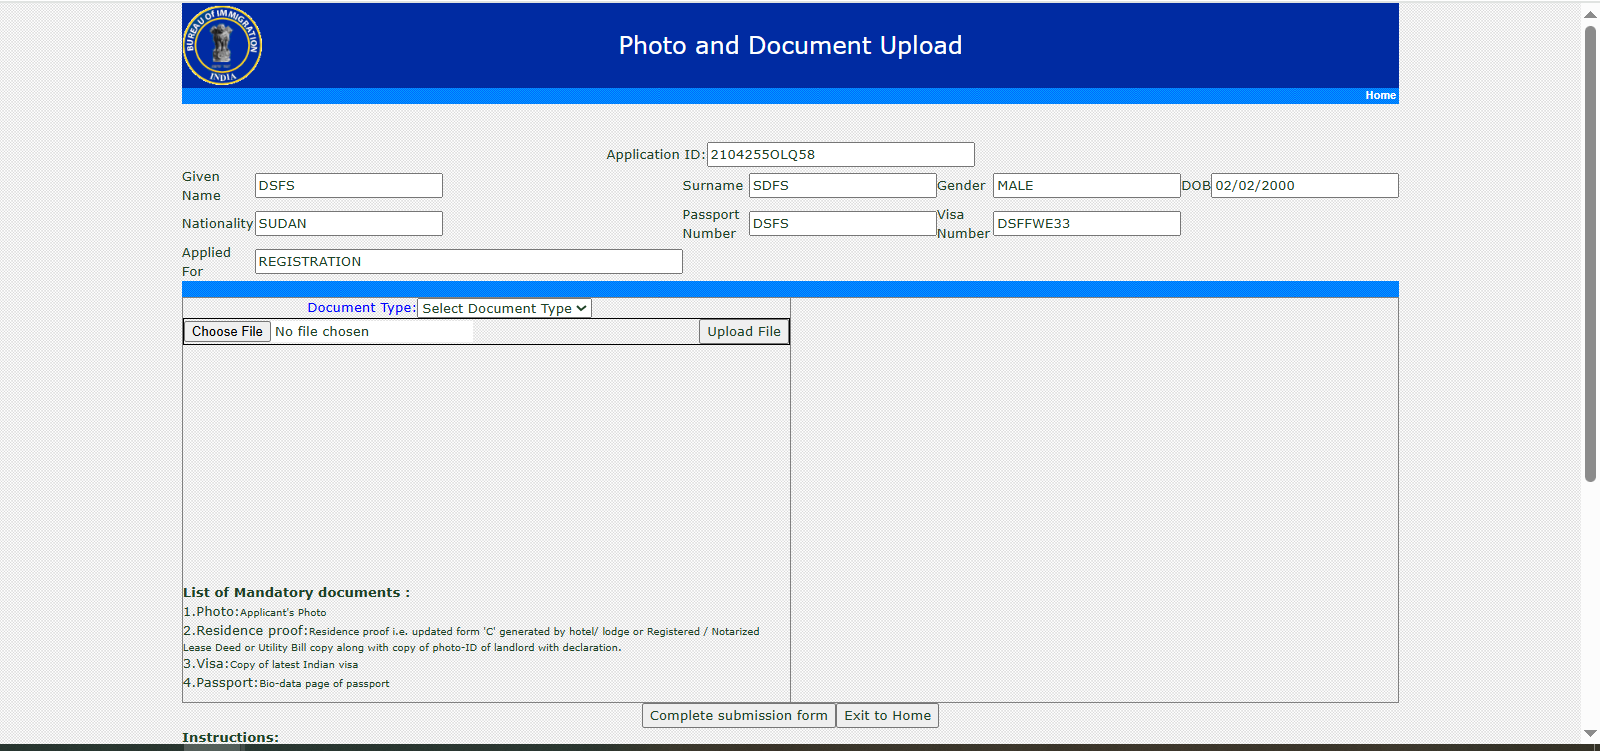 BUREAU OF IMMIGRATION
INDIA
Photo and Document Upload
Home
Application ID: 2104255OLQ58
Given Name DSFS Surname SDFS Gender MALE DOB 02/02/2000
Nationality SUDAN Passport Number DSFS Visa Number DSFFWE33
Applied For REGISTRATION
Document Type: Select Document Type
Choose File No file chosen Upload File
List of Mandatory documents :
1.Photo:Applicant's Photo
2.Residence proof:Residence proof i.e. updated form 'C' generated by hotel/ lodge or Registered / Notarized
Lease Deed or Utility Bill copy along with copy of photo-ID of landlord with declaration.
3.Visa:Copy of latest Indian visa
4.Passport:Bio-data page of passport
Complete submission form Exit to Home
Instructions: